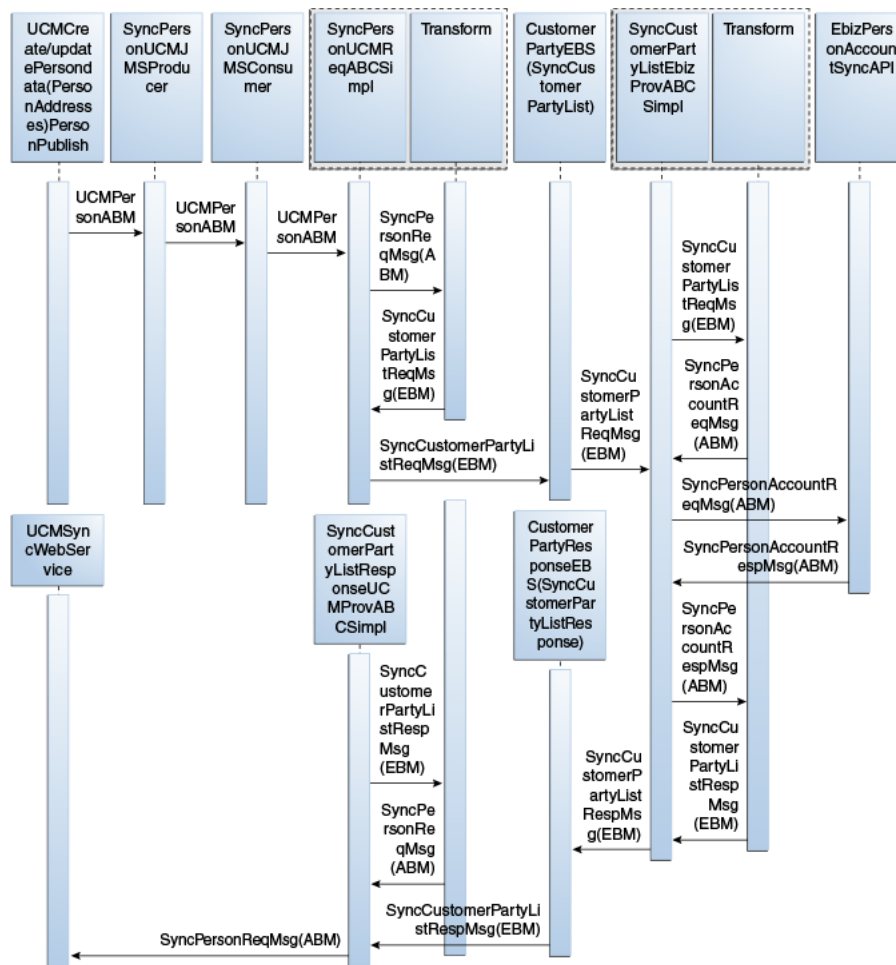 UCMCre
ate/updat
ePersond
ata(Pers
onAddress
es)Perso
nPublish
SyncPers
onUCMJ
MSProdu
cer
SyncPers
onUCMJ
MSConsu
mer
SyncPers
onUCMR
eqABCSi
mpl
Transform
Customer
PartyEBS
(SyncCus
tomer
PartyList)
SyncCust
omerPart
yListEbiz
ProvABC
Simpl
Transform
EbizPers
onAccoun
tSyncAPI
UCMPer
sonABM
UCMPer
sonABM
UCMPer
sonABM
SyncPe
rsonRe
qMsg(A
BM)
SyncCu
stomer
PartyLis
tReqMs
g(EBM)
SyncCu
stomer
PartyLis
tReqMs
g(EBM)
SyncPe
rsonAc
countR
eqMsg
(ABM)
SyncCu
stomerP
artyList
ReqMsg
(EBM)
SyncCustomerPartyLi
stReqMsg(EBM)
SyncPersonAccountR
eqMsg(ABM)
SyncPersonAccountR
espMsg(ABM)
UCMSyn
cWebSer
vice
SyncCust
omerPart
yListResp
onseUC
MProvAB
CSimpl
Customer
PartyRes
ponseEB
S(SyncCu
stomerPar
tyListRes
ponse)
SyncPe
rsonAc
countR
espMsg
(ABM)
SyncC
ustome
rPartyLi
stResp
Msg
(EBM)
SyncCu
stomer
PartyLi
stResp
Msg
(EBM)
SyncCu
stomerP
artyList
RespMs
g(EBM)
SyncPe
rsonRe
qMsg
(ABM)
SyncCustomerPartyLi
stRespMsg(EBM)
SyncPersonReqMsg(ABM)